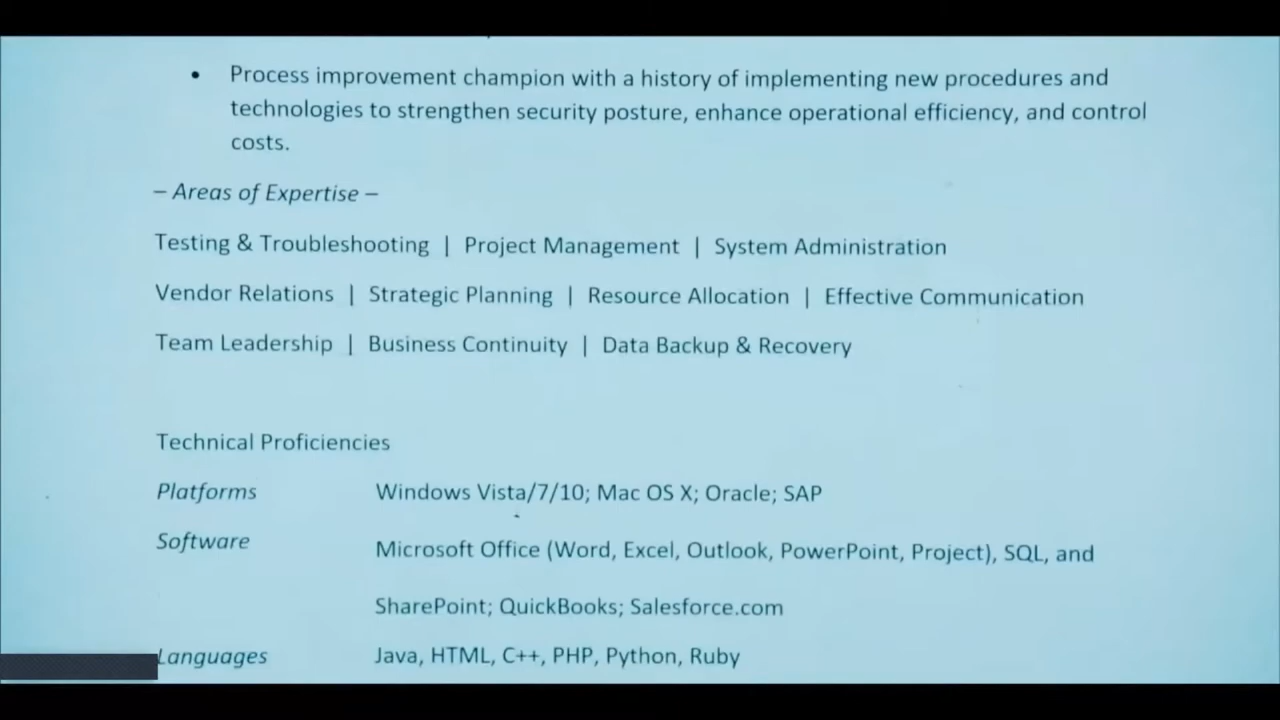 • Process improvement champion with a history of implementing new procedures and
technologies to strengthen security posture, enhance operational efficiency, and control
costs.
– Areas of Expertise –
Testing & Troubleshooting | Project Management | System Administration
Vendor Relations | Strategic Planning | Resource Allocation | Effective Communication
Team Leadership | Business Continuity | Data Backup & Recovery
Technical Proficiencies
Platforms Windows Vista/7/10; Mac OS X; Oracle; SAP
Software Microsoft Office (Word, Excel, Outlook, PowerPoint, Project), SQL, and
SharePoint; QuickBooks; Salesforce.com
Languages Java, HTML, C++, PHP, Python, Ruby